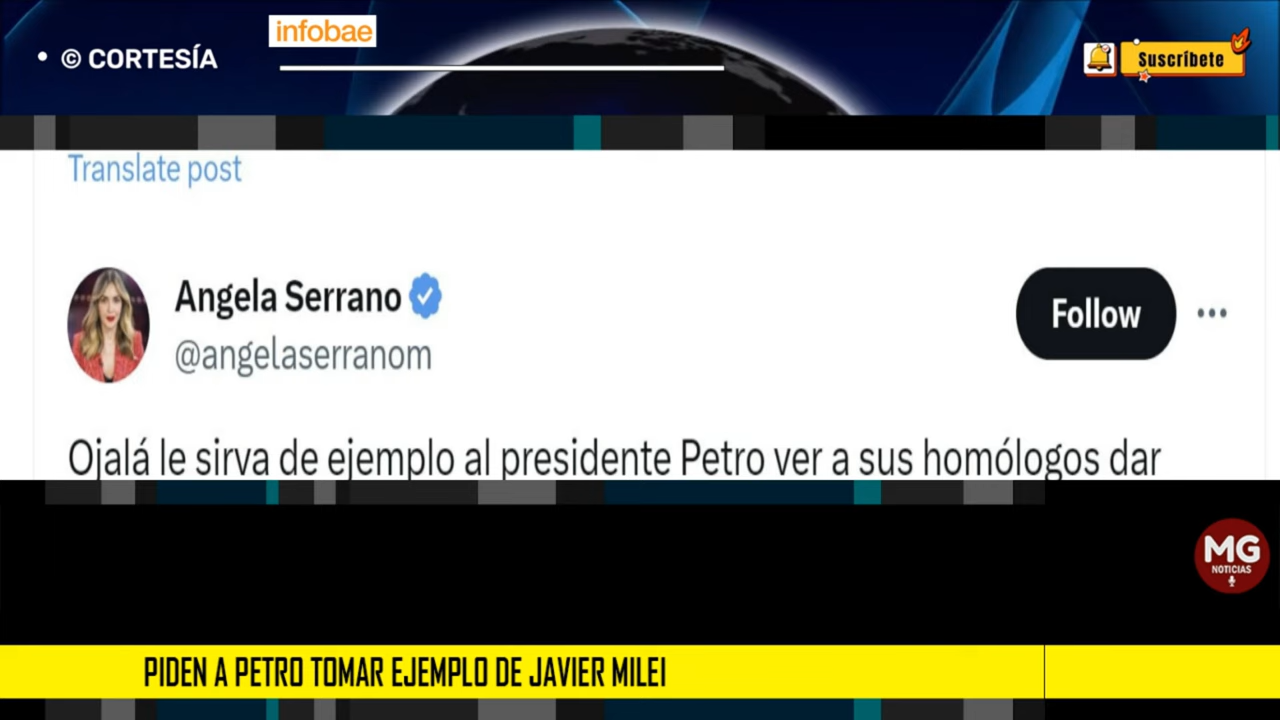 infobae
• © CORTESÍA
Suscríbete
Translate post
Angela Serrano
@angelaserranom
Follow
Ojalá le sirva de ejemplo al presidente Petro ver a sus homólogos dar
MG
NOTICIAS
PIDEN A PETRO TOMAR EJEMPLO DE JAVIER MILEI